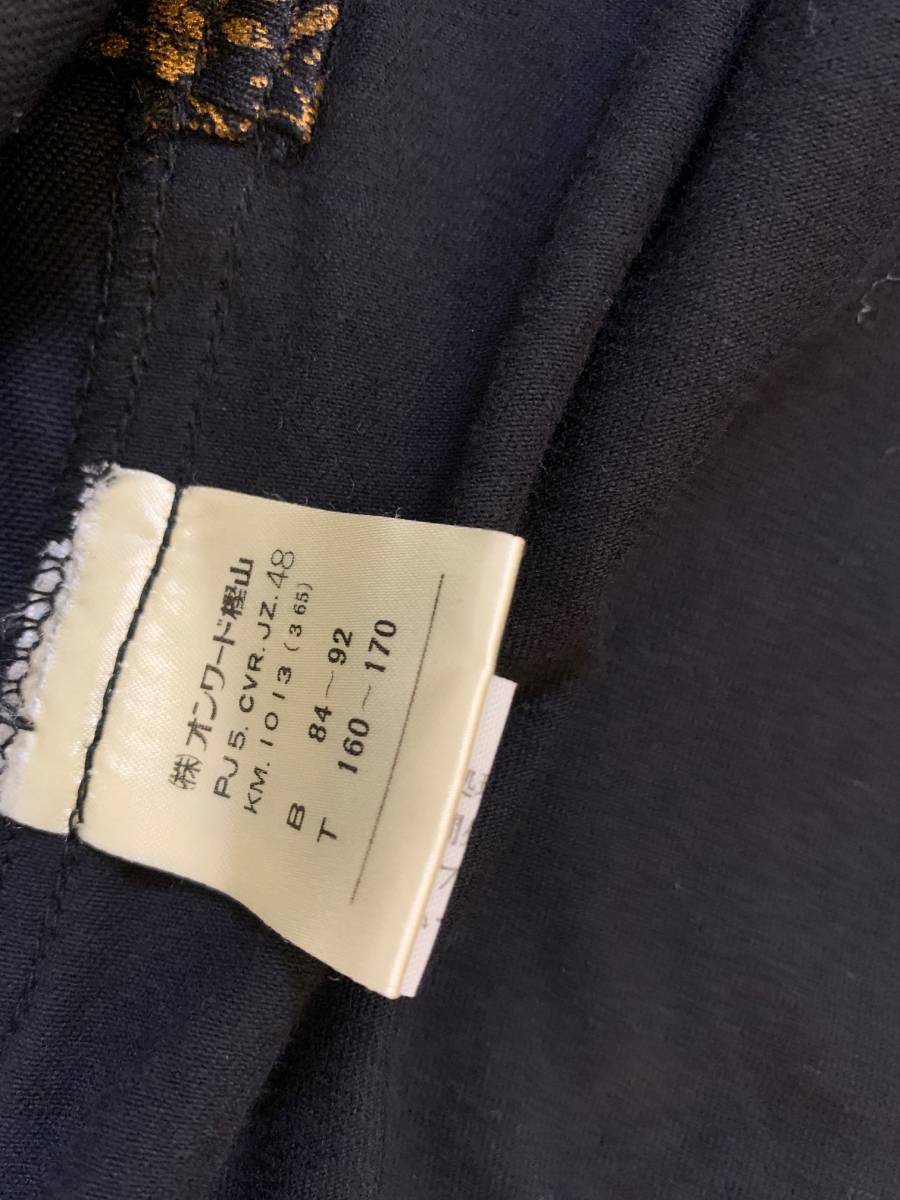 ㈱オンワード樫山
PJ5.CVR.JZ.48
KM.1013(365)
B 84〜92
T 160〜170